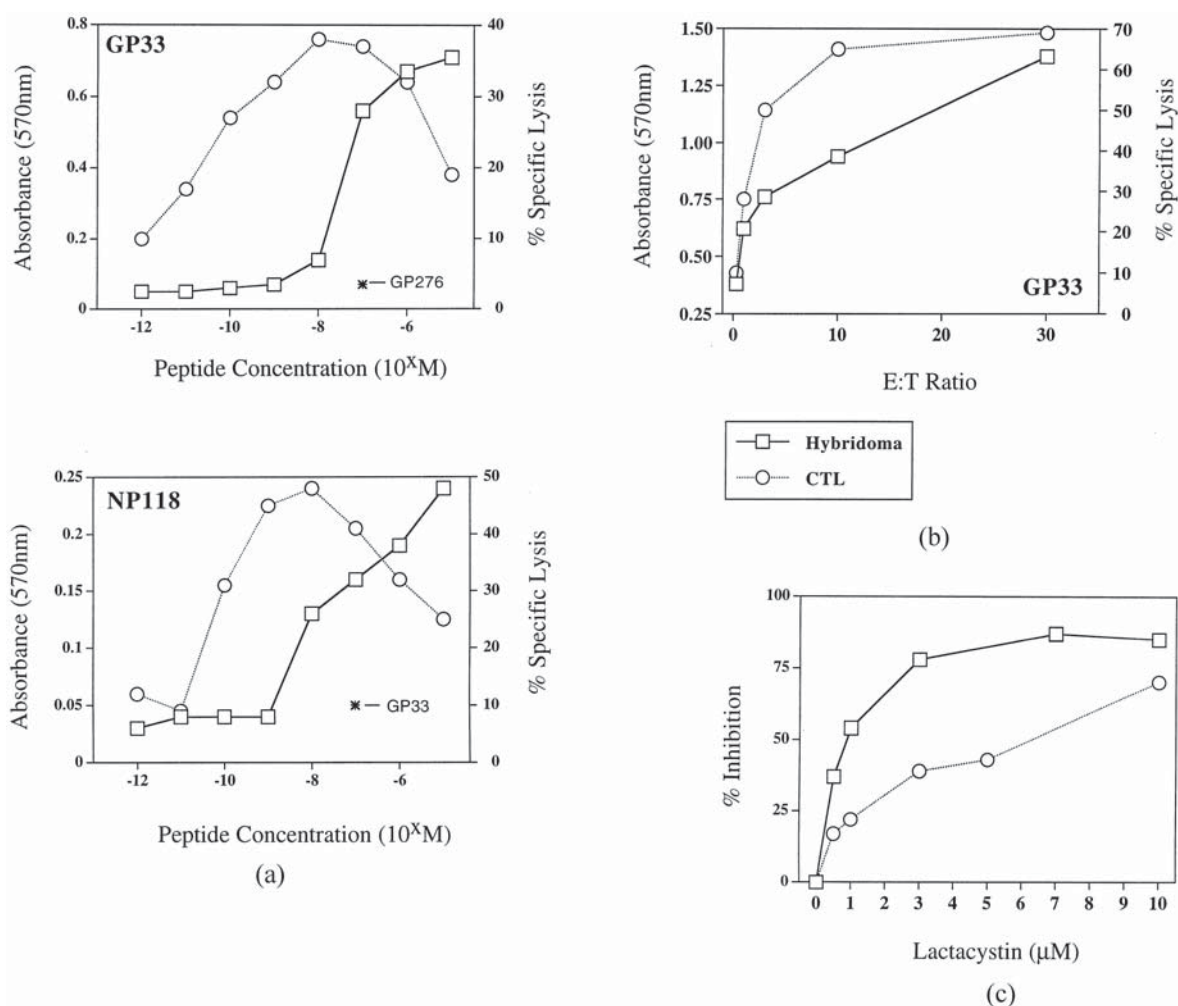 GP33
Absorbance (570nm)
0.8
0.6
0.4
0.2
0
40
30
20
10
0
% Specific Lysis
GP276
-12
-10
-8
-6
Peptide Concentration (10ˣM)
NP118
Absorbance (570nm)
0.25
0.2
0.15
0.1
0.05
0
50
40
30
20
10
0
% Specific Lysis
GP33
-12
-10
-8
-6
Peptide Concentration (10ˣM)
(a)
Absorbance (570nm)
1.50
1.25
1.00
0.75
0.50
0.25
70
60
50
40
30
20
10
0
% Specific Lysis
GP33
0
10
20
30
E:T Ratio
Hybridoma
CTL
(b)
% Inhibition
100
75
50
25
0
0 1 2 3 4 5 6 7 8 9 10
Lactacystin (μM)
(c)